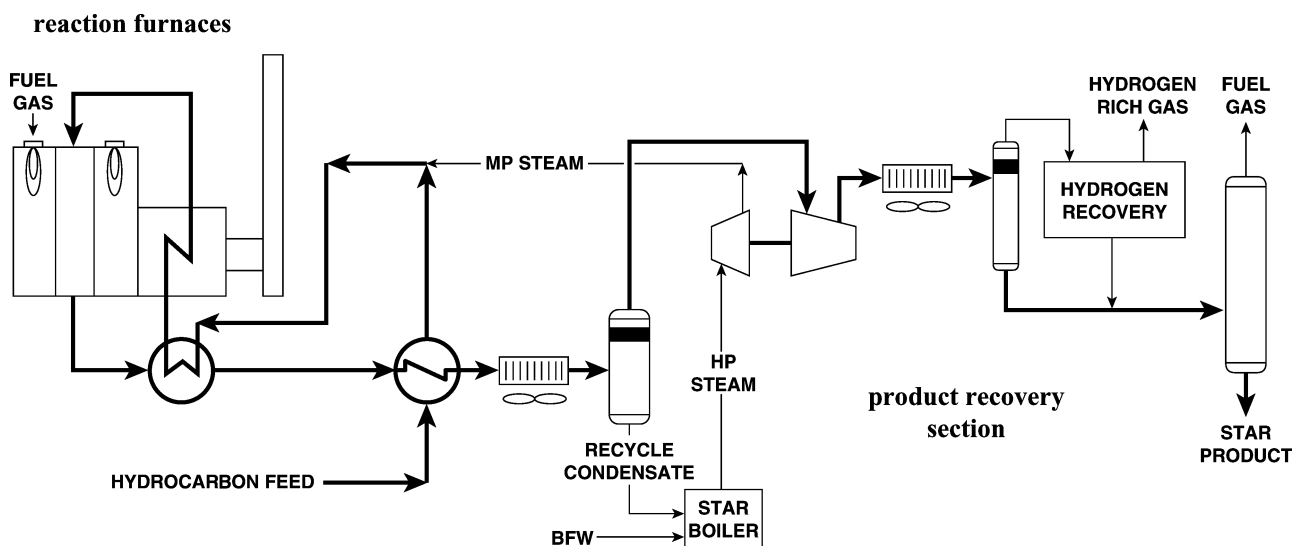 reaction furnaces
FUEL
GAS
MP STEAM
HYDROGEN
RICH GAS
FUEL
GAS
HYDROGEN
RECOVERY
HP
STEAM
product recovery
section
STAR
PRODUCT
RECYCLE
CONDENSATE
HYDROCARBON FEED
STAR
BOILER
BFW